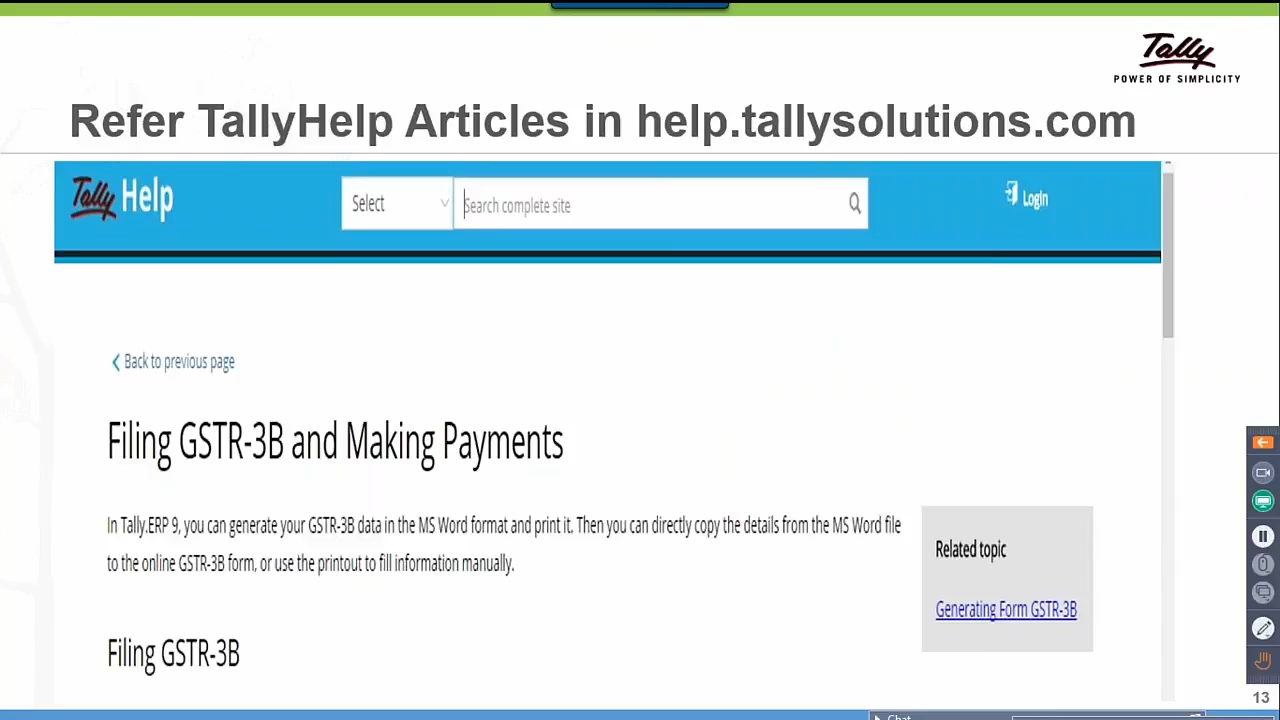 Tally
POWER OF SIMPLICITY
Refer TallyHelp Articles in help.tallysolutions.com
Tally Help
Select
Search complete site
Login
Back to previous page
Filing GSTR-3B and Making Payments
In Tally.ERP 9, you can generate your GSTR-3B data in the MS Word format and print it. Then you can directly copy the details from the MS Word file
to the online GSTR-3B form, or use the printout to fill information manually.
Related topic
Generating Form GSTR-3B
Filing GSTR-3B
13
Chat